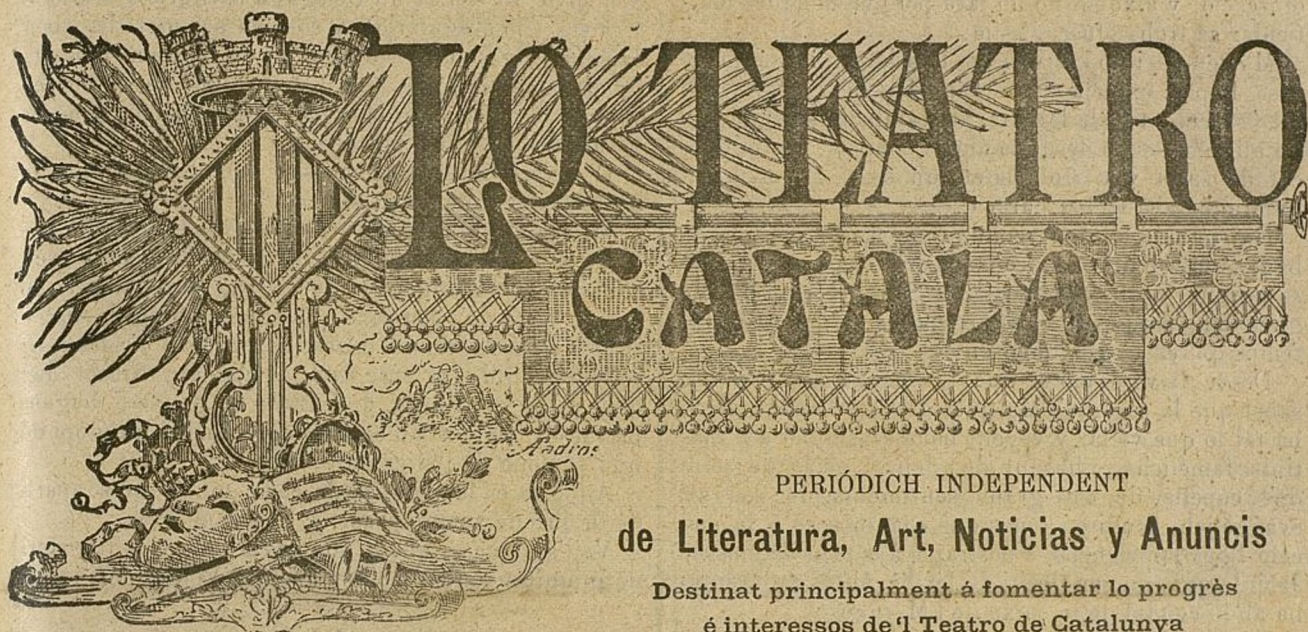 LO TEATRO
CATALÁ
Padrós
PERIÓDICH INDEPENDENT
de Literatura, Art, Noticias y Anuncis
Destinat principalment á fomentar lo progrès
é interessos de 'l Teatro de Catalunya